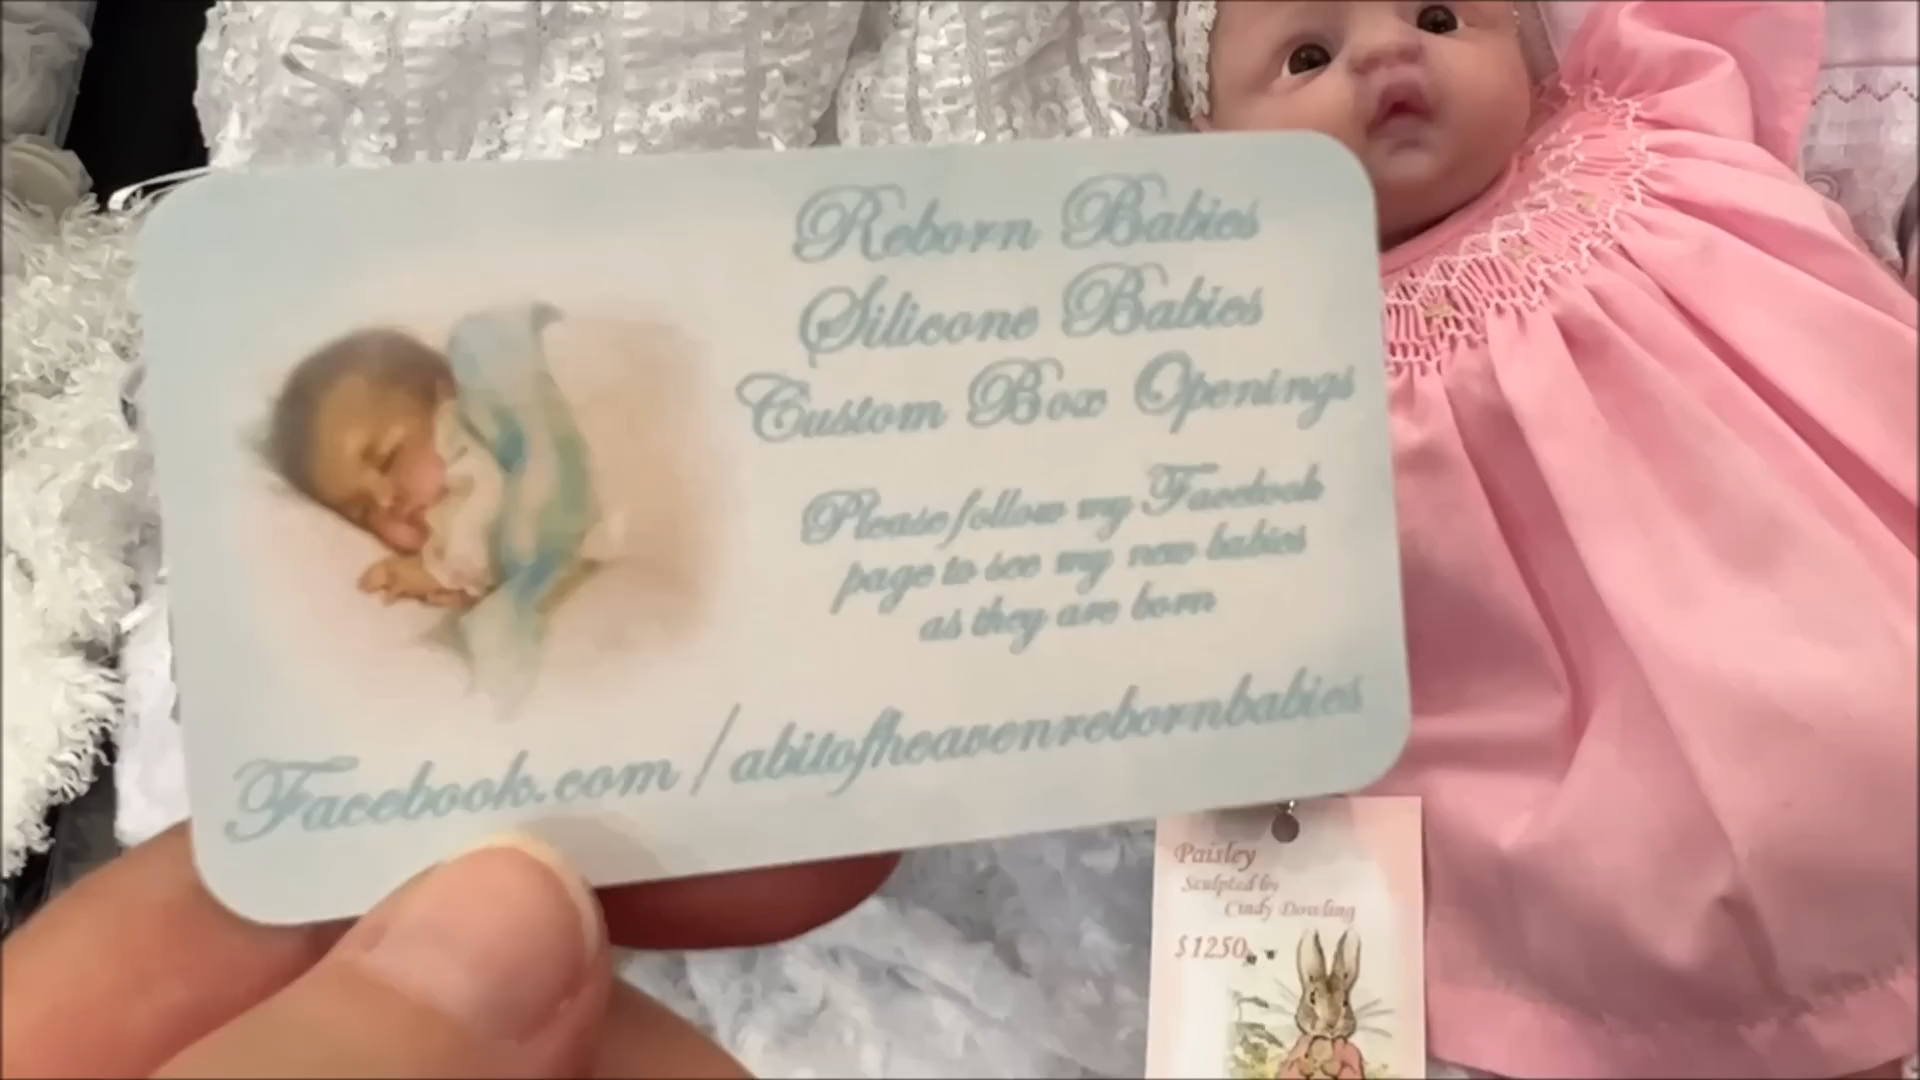 Reborn Babies
Silicone Babies
Custom Box Openings
Please follow my Facebook
page to see my new babies
as they are born
Facebook.com/abitofheavenrebornbabies
Paisley
Sculpted by
Cindy Dowling
$1250